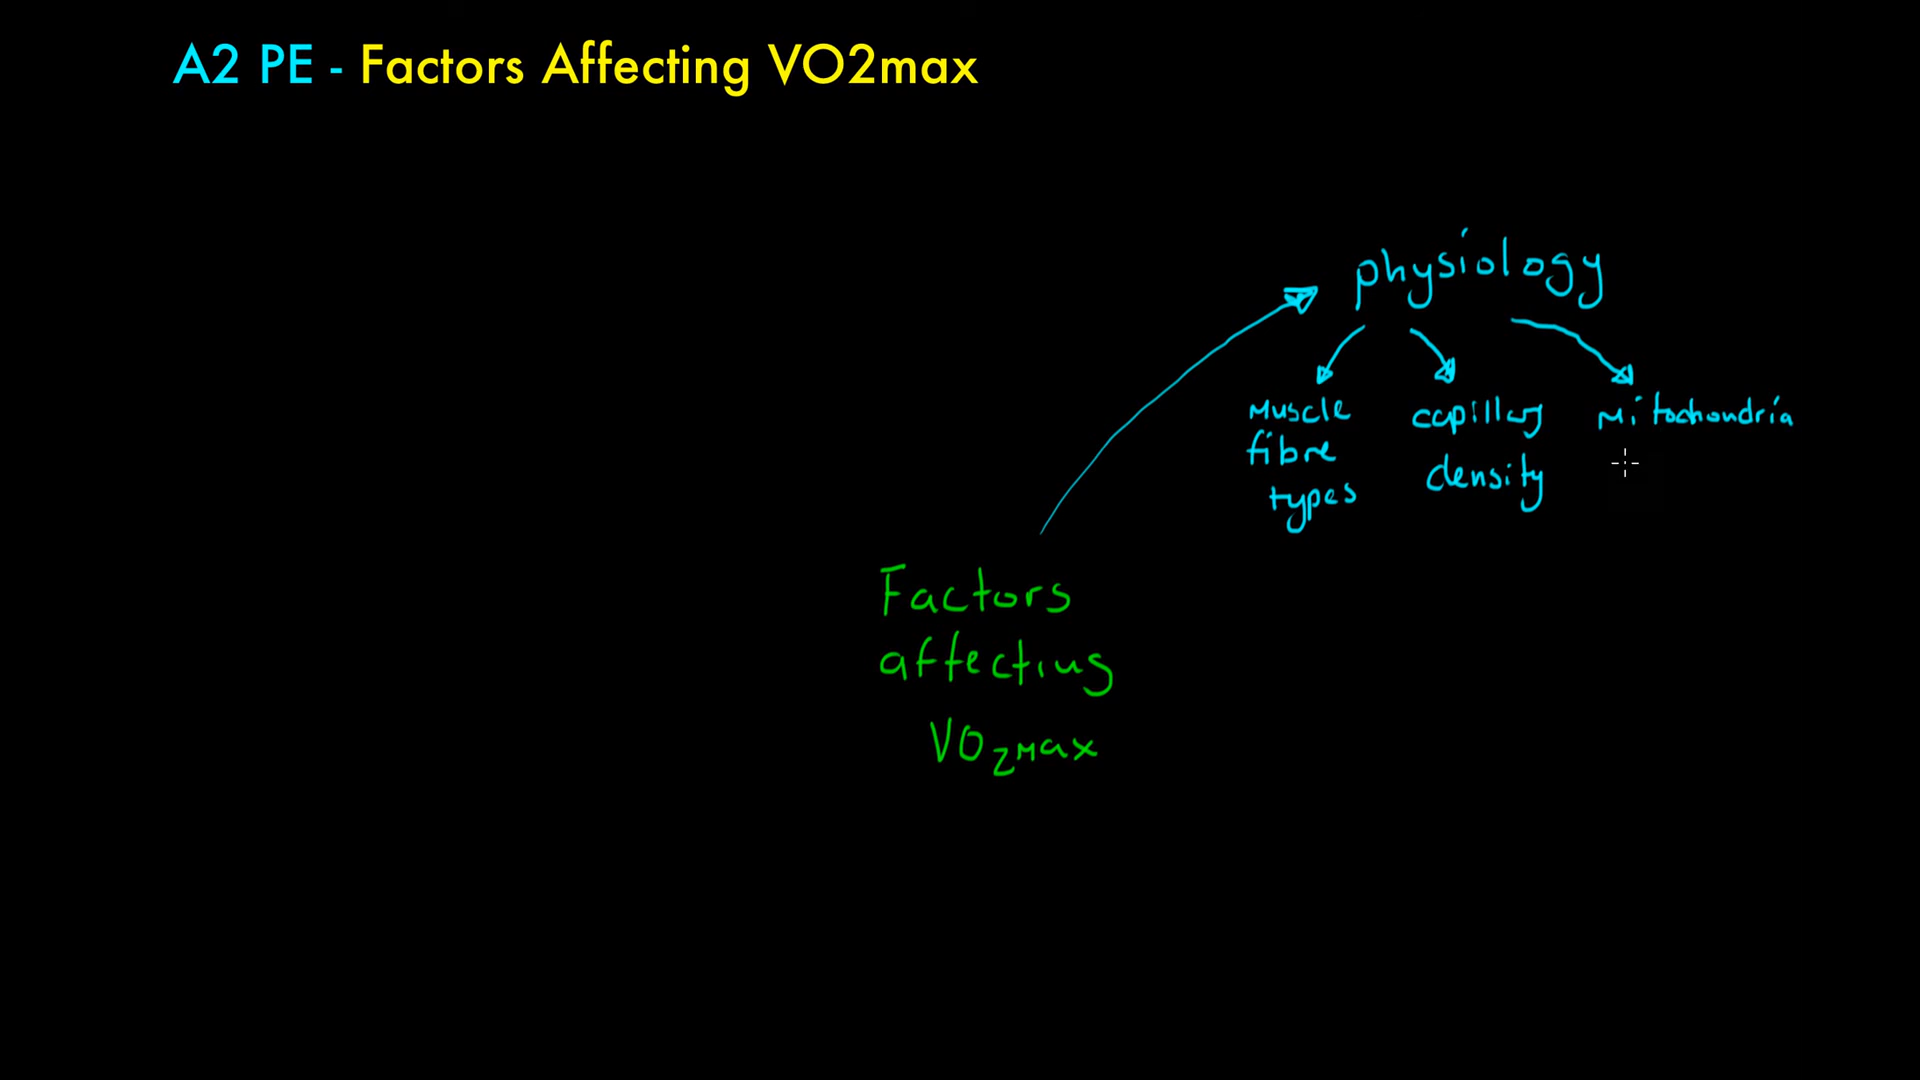 A2 PE - Factors Affecting VO2max
physiology
Muscle
fibre
types
capillary
density
Mitochondria
Factors
affecting
VO2max